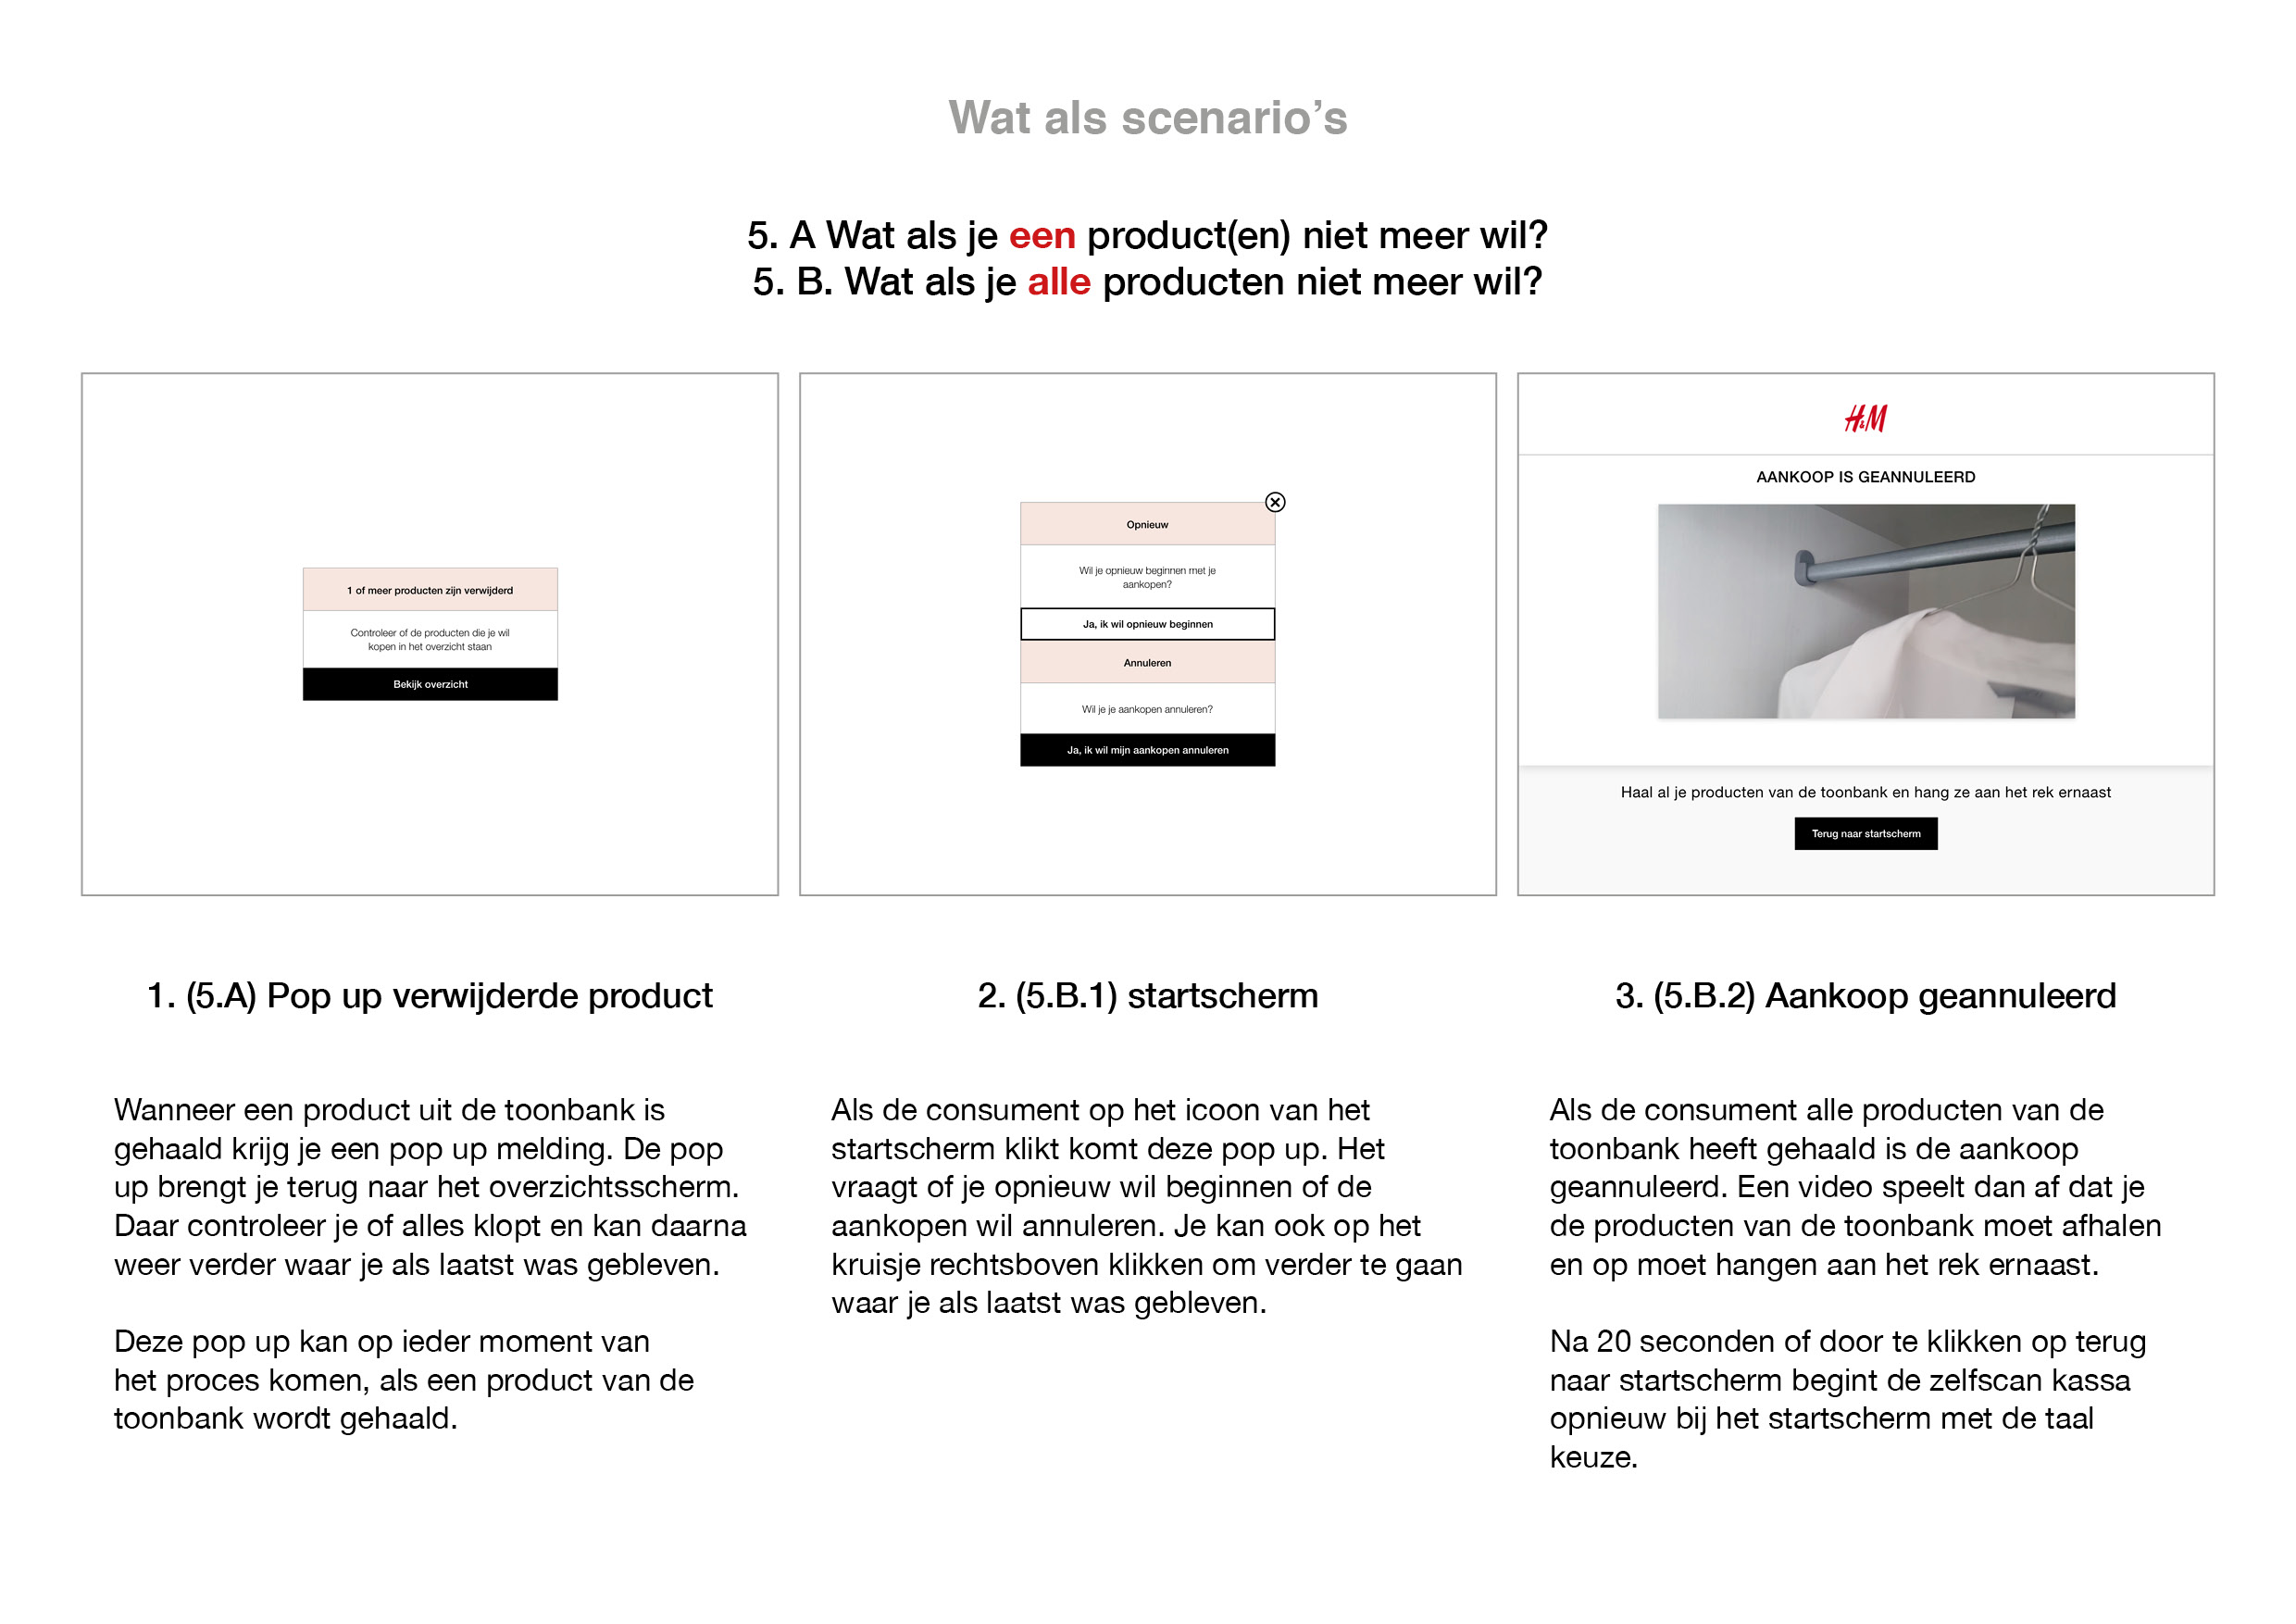 Wat als scenario’s
5. A Wat als je een product(en) niet meer wil?
5. B. Wat als je alle producten niet meer wil?
1 of meer producten zijn verwijderd
Controleer of de producten die je wil
kopen in het overzicht staan
Bekijk overzicht
Opnieuw
Wil je opnieuw beginnen met je
aankopen?
Ja, ik wil opnieuw beginnen
Annuleren
Wil je je aankopen annuleren?
Ja, ik wil mijn aankopen annuleren
H&M
AANKOOP IS GEANNULEERD
Haal al je producten van de toonbank en hang ze aan het rek ernaast
Terug naar startscherm
1. (5.A) Pop up verwijderde product
Wanneer een product uit de toonbank is
gehaald krijg je een pop up melding. De pop
up brengt je terug naar het overzichtsscherm.
Daar controleer je of alles klopt en kan daarna
weer verder waar je als laatst was gebleven.
Deze pop up kan op ieder moment van
het proces komen, als een product van de
toonbank wordt gehaald.
2. (5.B.1) startscherm
Als de consument op het icoon van het
startscherm klikt komt deze pop up. Het
vraagt of je opnieuw wil beginnen of de
aankopen wil annuleren. Je kan ook op het
kruisje rechtsboven klikken om verder te gaan
waar je als laatst was gebleven.
3. (5.B.2) Aankoop geannuleerd
Als de consument alle producten van de
toonbank heeft gehaald is de aankoop
geannuleerd. Een video speelt dan af dat je
de producten van de toonbank moet afhalen
en op moet hangen aan het rek ernaast.
Na 20 seconden of door te klikken op terug
naar startscherm begint de zelfscan kassa
opnieuw bij het startscherm met de taal
keuze.